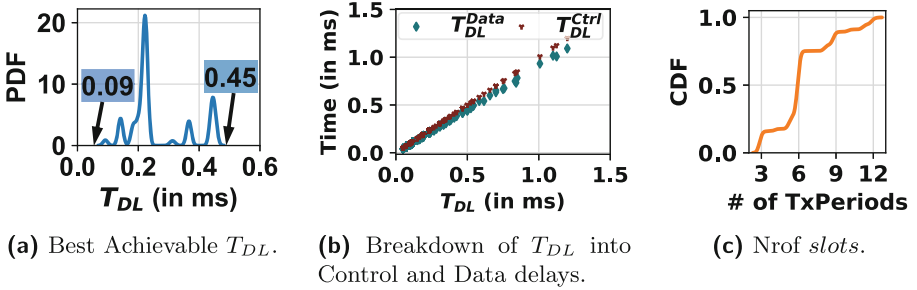 PDF
20
10
0
0.09
0.45
0.0 0.2 0.4 0.6
T_DL (in ms)
(a) Best Achievable T_DL.
Time (in ms)
1.5
1.0
0.5
0.0
T_DL^Data T_DL^Ctrl
0.0 0.5 1.0 1.5
T_DL (in ms)
(b) Breakdown of T_DL into
Control and Data delays.
CDF
1.0
0.5
0.0
3 6 9 12
# of TxPeriods
(c) Nrof slots.